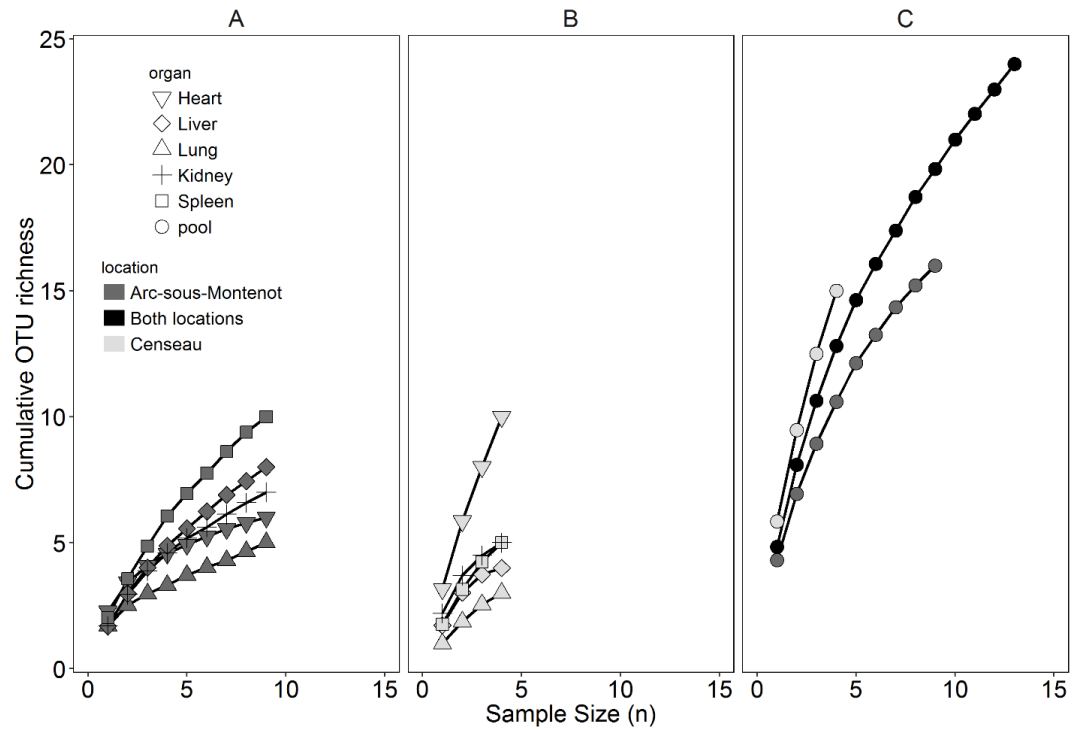 A
B
C
Cumulative OTU richness
25
20
15
10
5
0
organ
Heart
Liver
Lung
Kidney
Spleen
pool
location
Arc-sous-Montenot
Both locations
Censeau
0 5 10 15
0 5 10 15
0 5 10 15
Sample Size (n)